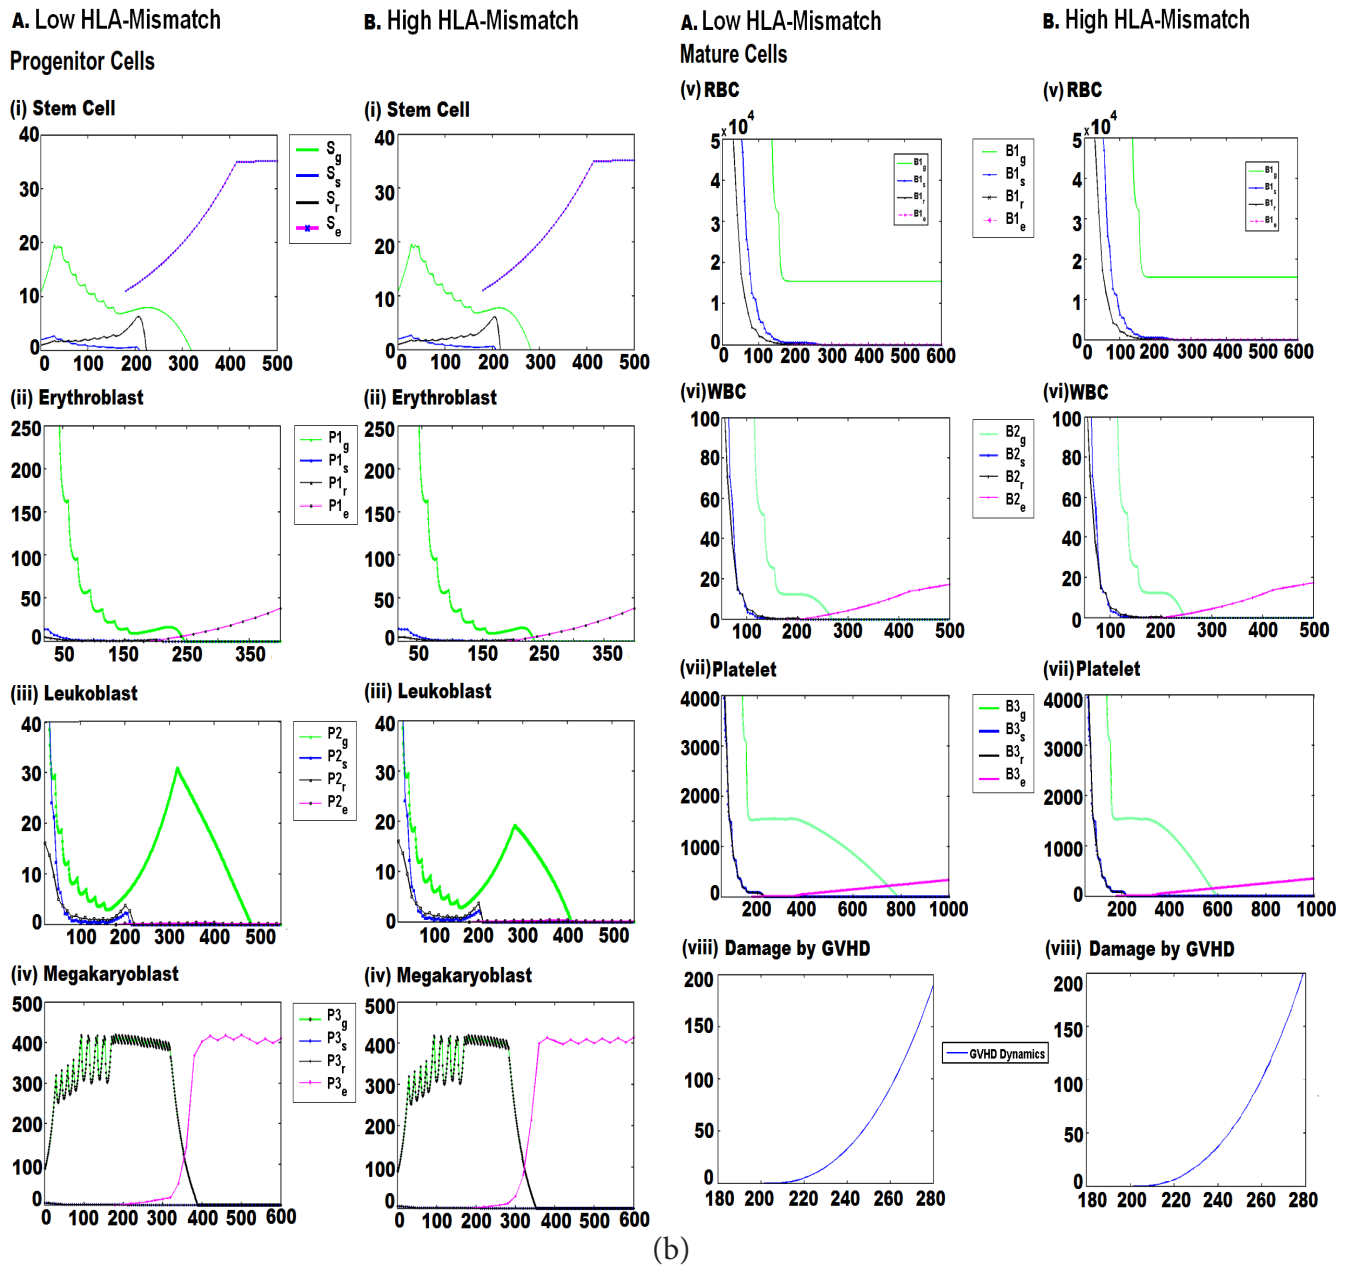 A. Low HLA-Mismatch
B. High HLA-Mismatch
A. Low HLA-Mismatch
B. High HLA-Mismatch
Progenitor Cells
Mature Cells
(i) Stem Cell
40
30
20
10
0
0 100 200 300 400 500
S_g
S_s
S_r
S_e
(i) Stem Cell
40
30
20
10
0
0 100 200 300 400 500
(ii) Erythroblast
250
200
150
100
50
0
50 150 250 350
P1_g
P1_s
P1_r
P1_e
(ii) Erythroblast
250
200
150
100
50
0
50 150 250 350
(iii) Leukoblast
40
30
20
10
0
100 200 300 400 500
P2_g
P2_s
P2_r
P2_e
(iii) Leukoblast
40
30
20
10
0
100 200 300 400 500
(iv) Megakaryoblast
500
400
300
200
100
0
0 100 200 300 400 500 600
P3_g
P3_s
P3_r
P3_e
(iv) Megakaryoblast
500
400
300
200
100
0
0 100 200 300 400 500 600
(v) RBC
5 × 10^4
4
3
2
1
0
0 100 200 300 400 500 600
B1_g
B1_s
B1_r
B1_e
B1_g
B1_s
B1_r
B1_e
(v) RBC
5 × 10^4
4
3
2
1
0
0 100 200 300 400 500 600
B1_g
B1_s
B1_r
B1_e
(vi) WBC
100
80
60
40
20
0
100 200 300 400 500
B2_g
B2_s
B2_r
B2_e
(vi) WBC
100
80
60
40
20
0
100 200 300 400 500
(vii) Platelet
4000
3000
2000
1000
0
200 400 600 800 1000
B3_g
B3_s
B3_r
B3_e
(vii) Platelet
4000
3000
2000
1000
0
200 400 600 800 1000
(viii) Damage by GVHD
200
150
100
50
0
180 200 220 240 260 280
GVHD Dynamics
(viii) Damage by GVHD
200
150
100
50
0
180 200 220 240 260 280
(b)